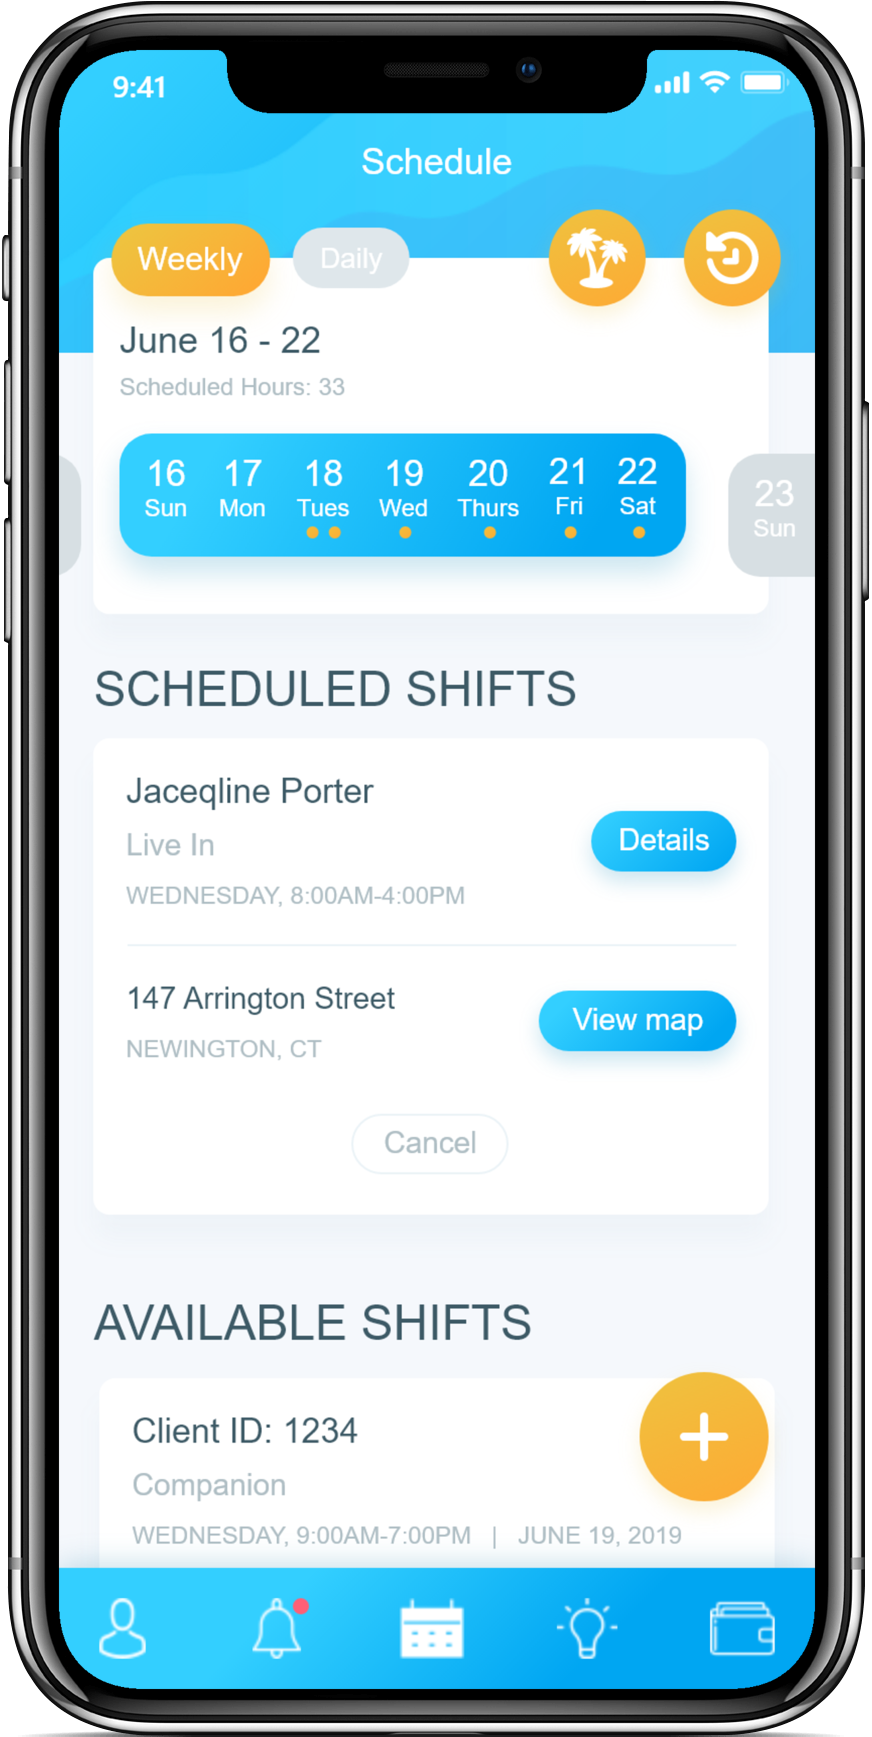 9:41
Schedule
Weekly Daily
June 16 - 22
Scheduled Hours: 33
16 17 18 19 20 21 22 23
Sun Mon Tues Wed Thurs Fri Sat Sun
SCHEDULED SHIFTS
Jaceqline Porter
Live In
Details
WEDNESDAY, 8:00AM-4:00PM
147 Arrington Street
View map
NEWINGTON, CT
Cancel
AVAILABLE SHIFTS
Client ID: 1234
+
Companion
WEDNESDAY, 9:00AM-7:00PM | JUNE 19, 2019